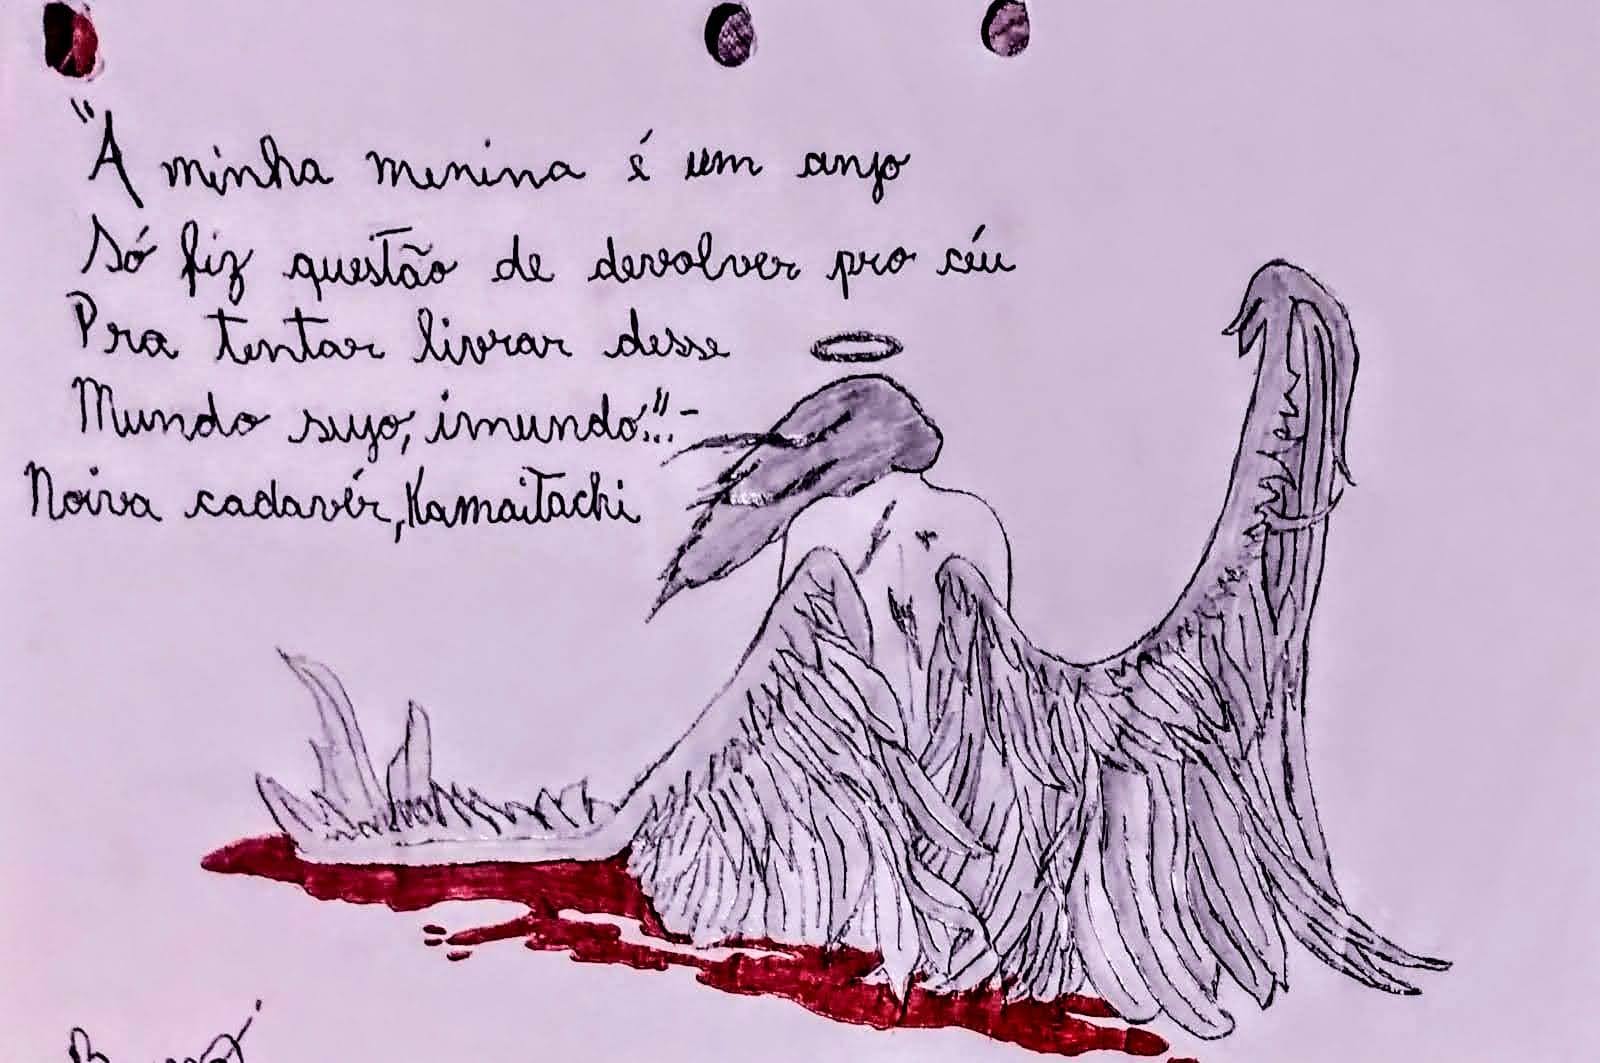 "A minha menina é um anjo
Só fiz questão de devolver pro céu
Pra tentar livrar desse
Mundo sujo, imundo!!" -
Noiva cadavér, Kamaitachi